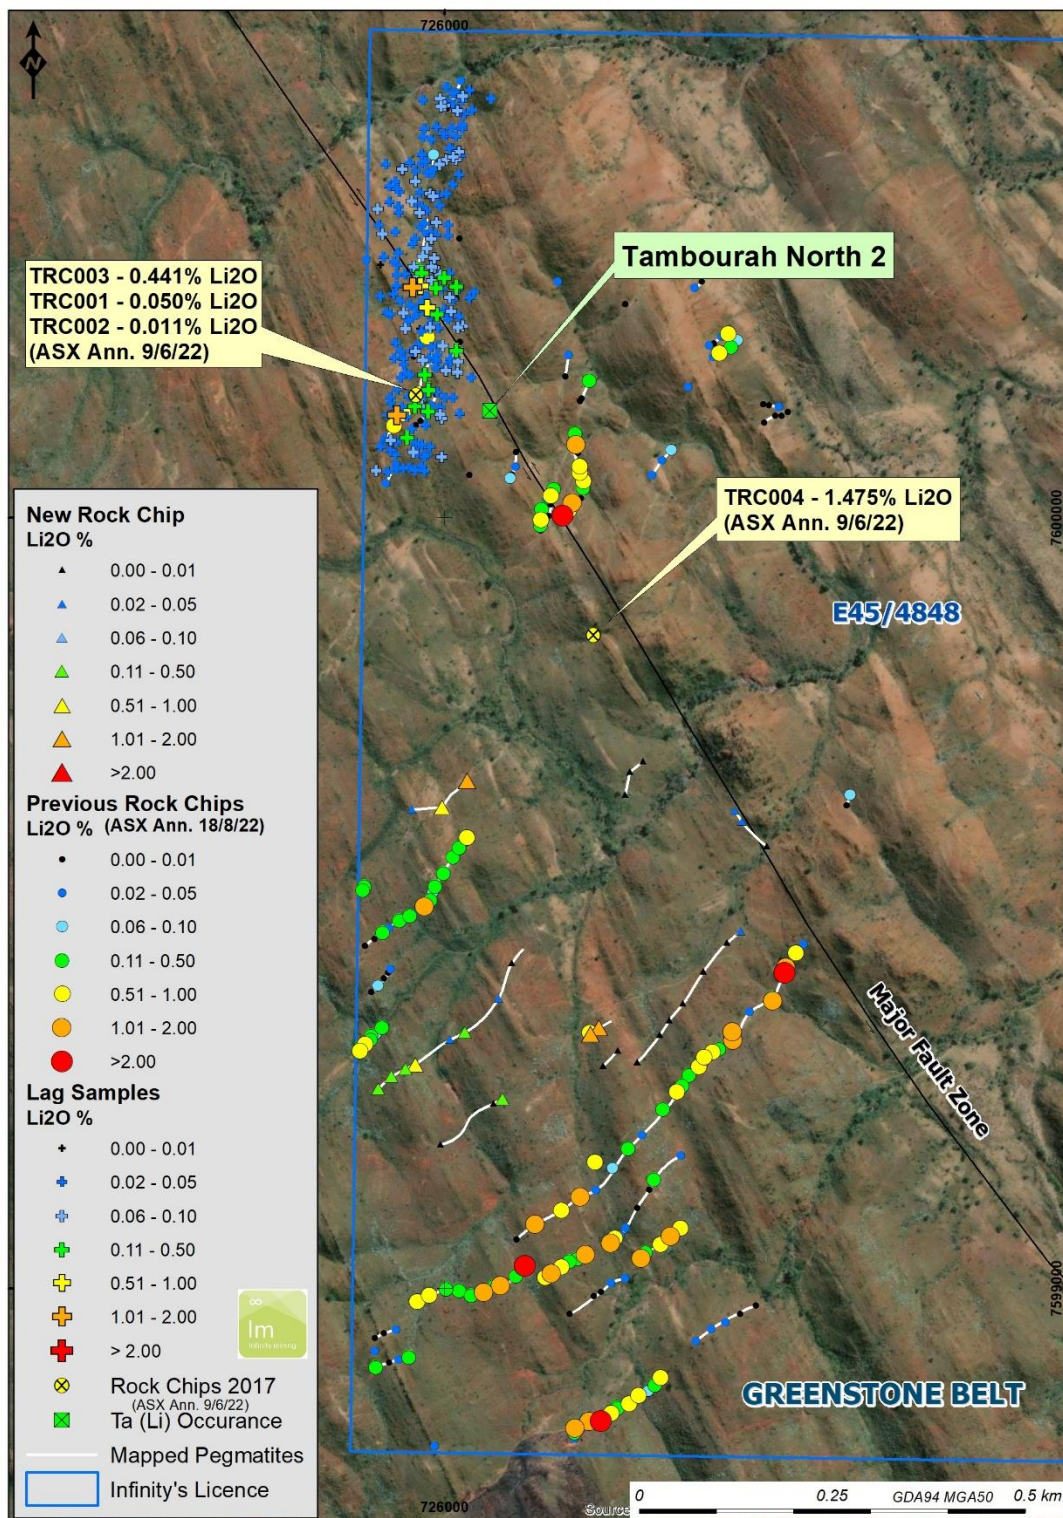 726000
N
TRC003 - 0.441% Li2O
TRC001 - 0.050% Li2O
TRC002 - 0.011% Li2O
(ASX Ann. 9/6/22)
Tambourah North 2
TRC004 - 1.475% Li2O
(ASX Ann. 9/6/22)
7600000
E45/4848
New Rock Chip
Li2O %
0.00 - 0.01
0.02 - 0.05
0.06 - 0.10
0.11 - 0.50
0.51 - 1.00
1.01 - 2.00
>2.00
Previous Rock Chips
Li2O % (ASX Ann. 18/8/22)
0.00 - 0.01
0.02 - 0.05
0.06 - 0.10
0.11 - 0.50
0.51 - 1.00
1.01 - 2.00
>2.00
Lag Samples
Li2O %
0.00 - 0.01
0.02 - 0.05
0.06 - 0.10
0.11 - 0.50
0.51 - 1.00
1.01 - 2.00
> 2.00
Rock Chips 2017
(ASX Ann. 9/6/22)
Ta (Li) Occurance
Mapped Pegmatites
Infinity's Licence
∞
Im
Infinity mining
Major Fault Zone
7599000
GREENSTONE BELT
726000
Source
0 0.25 GDA94 MGA50 0.5 km